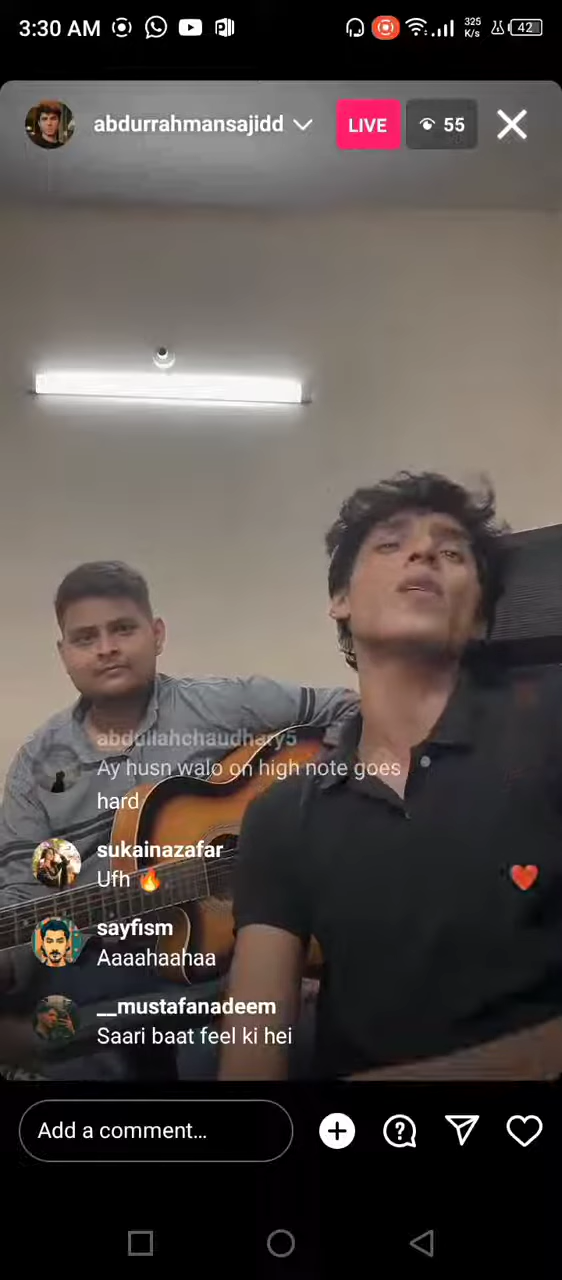 3:30 AM 325 K/s 42
abdurrahmansajidd LIVE 55
abdullahchaudhary5
Ay husn walo on high note goes
hard
sukainazafar
Ufh 🔥
sayfism
Aaaahaahaa
__mustafanadeem
Saari baat feel ki hei
Add a comment...